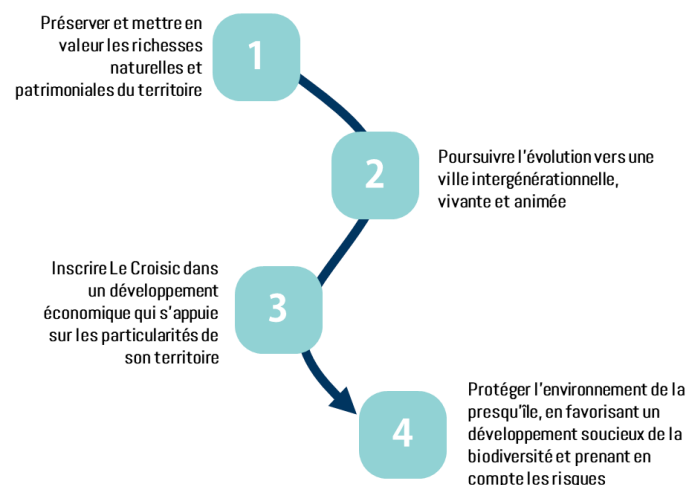 Préserver et mettre en
valeur les richesses
naturelles et
patrimoniales du territoire
1
2
Poursuivre l'évolution vers une
ville intergénérationnelle,
vivante et animée
Inscrire Le Croisic dans
un développement
économique qui s'appuie
sur les particularités de
son territoire
3
4
Protéger l'environnement de la
presqu'île, en favorisant un
développement soucieux de la
biodiversité et prenant en
compte les risques